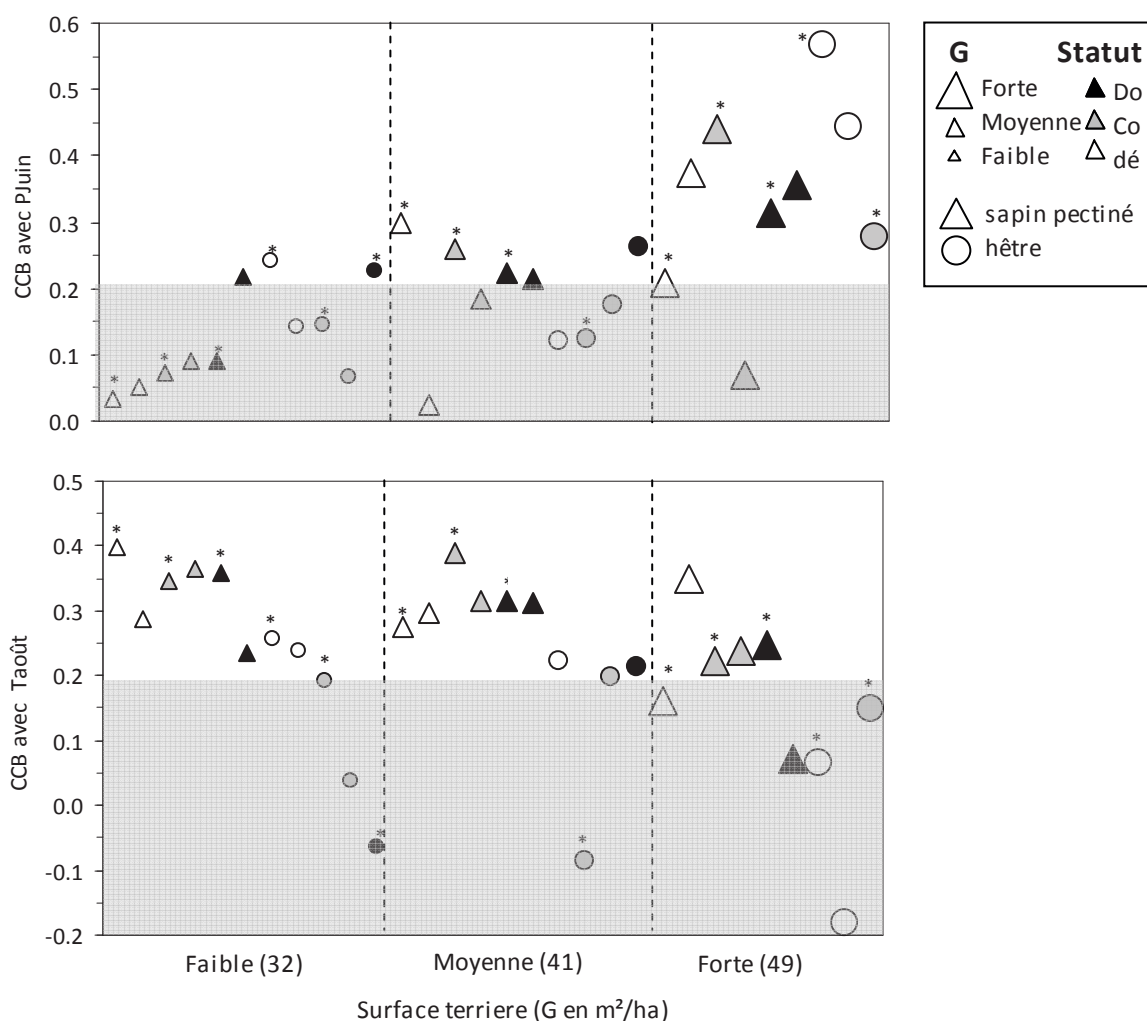 0.6
0.5
0.4
0.3
0.2
0.1
0.0
CCB avec PJuin
* * * * * * * * * * * * * * * *
G Statut
Forte Do
Moyenne Co
Faible dé
sapin pectiné
hêtre
0.5
0.4
0.3
0.2
0.1
0.0
-0.1
-0.2
CCB avec Taoût
* * * * * * * * * * * * * * *
Faible (32) Moyenne (41) Forte (49)
Surface terriere (G en m²/ha)